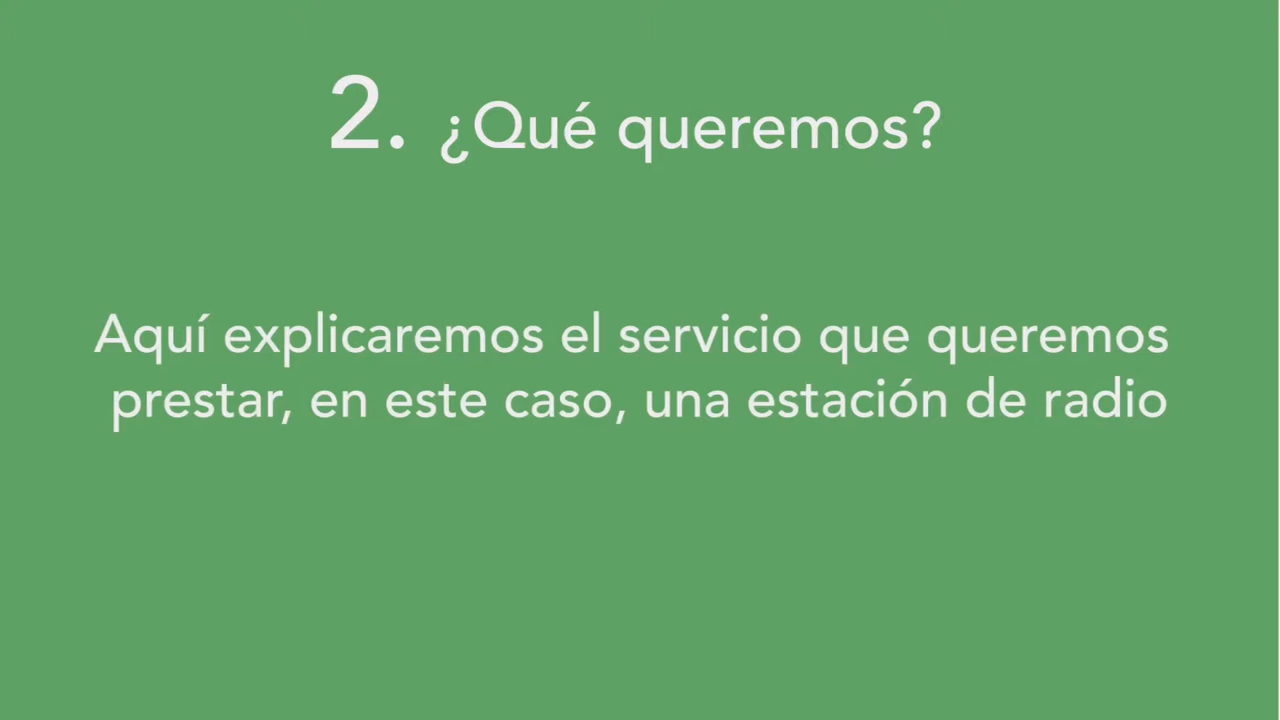 2. ¿Qué queremos?
Aquí explicaremos el servicio que queremos
prestar, en este caso, una estación de radio